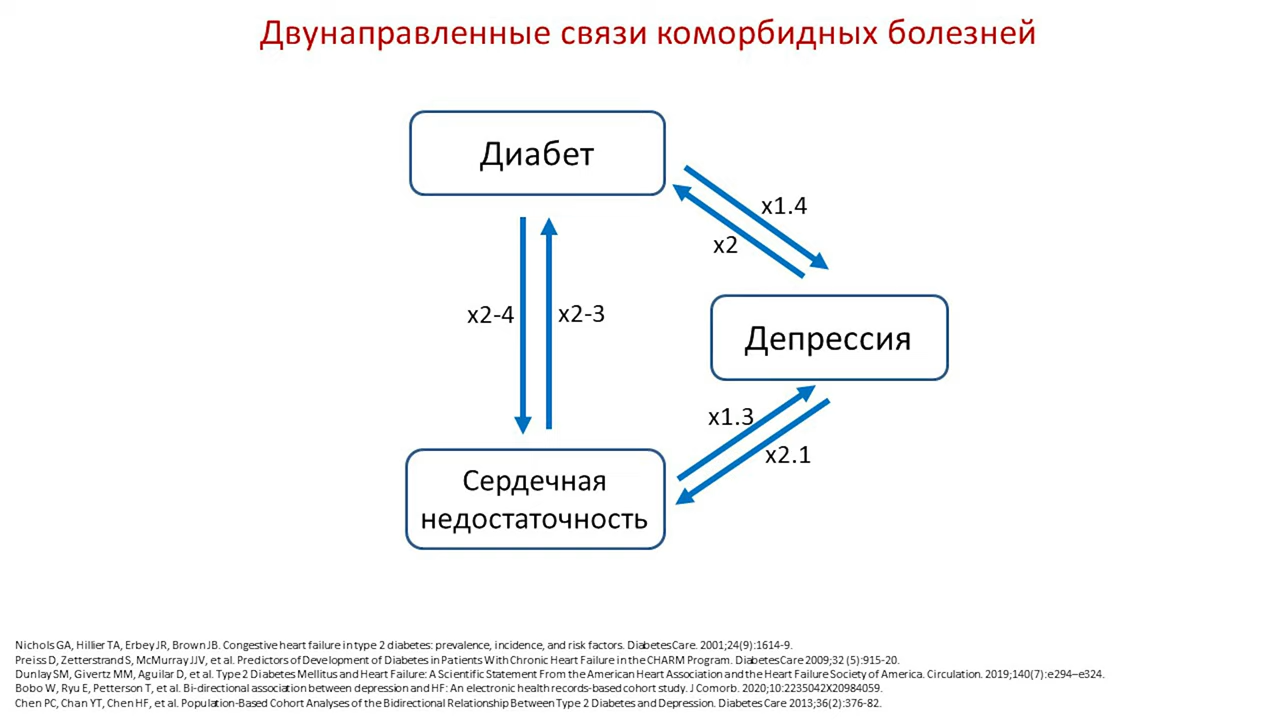 Двунаправленные связи коморбидных болезней
Диабет
x1.4
x2
x2-4
x2-3
Депрессия
x1.3
x2.1
Сердечная
недостаточность
Nichols GA, Hillier TA, Erbey JR, Brown JB. Congestive heart failure in type 2 diabetes: prevalence, incidence, and risk factors. Diabetes Care. 2001;24(9):1614-9.
Preiss D, Zetterstrand S, McMurray JJV, et al. Predictors of Development of Diabetes in Patients With Chronic Heart Failure in the CHARM Program. Diabetes Care 2009;32 (5):915-20.
Dunlay SM, Givertz MM, Aguilar D, et al. Type 2 Diabetes Mellitus and Heart Failure: A Scientific Statement From the American Heart Association and the Heart Failure Society of America. Circulation. 2019;140(7):e294–e324.
Bobo W, Ryu E, Petterson T, et al. Bi-directional association between depression and HF: An electronic health records-based cohort study. J Comorb. 2020;10:2235042X20984059.
Chen PC, Chan YT, Chen HF, et al. Population-Based Cohort Analyses of the Bidirectional Relationship Between Type 2 Diabetes and Depression. Diabetes Care 2013;36(2):376-82.